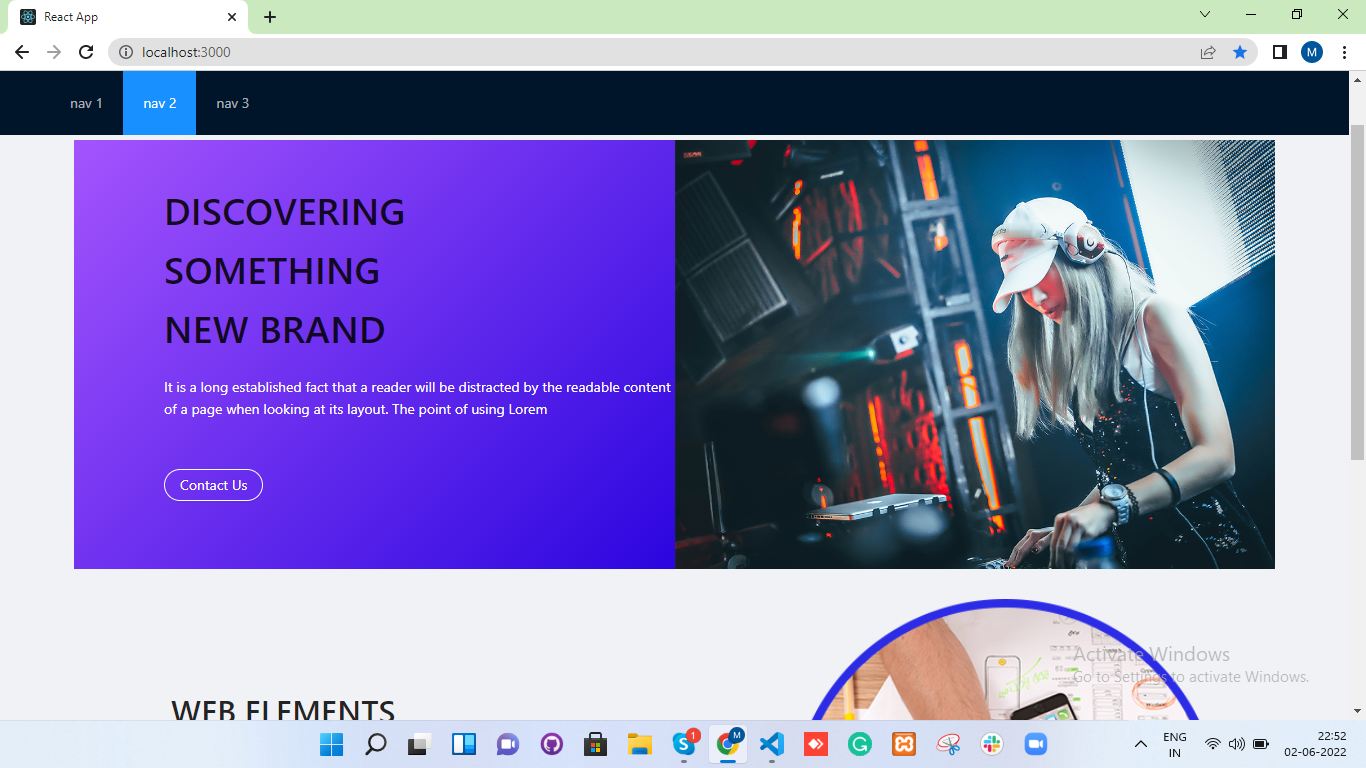 React App
localhost:3000
M
nav 1
nav 2
nav 3
DISCOVERING
SOMETHING
NEW BRAND
It is a long established fact that a reader will be distracted by the readable content
of a page when looking at its layout. The point of using Lorem
Contact Us
WEB ELEMENTS
Activate Windows
Go to Settings to activate Windows.
1
M
ENG
IN
22:52
02-06-2022